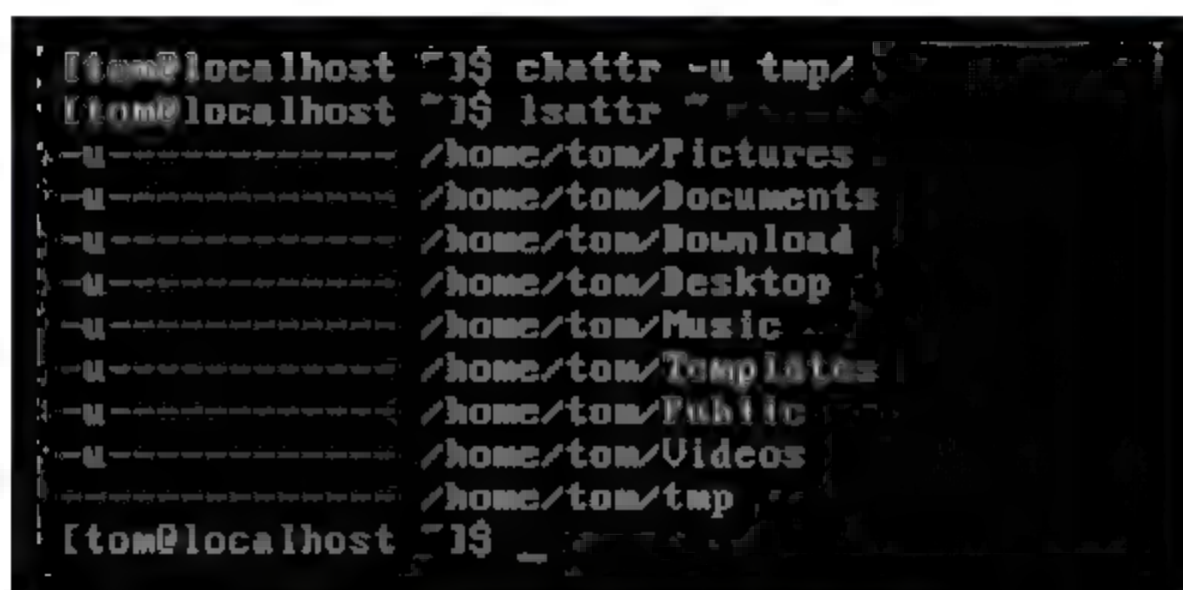 [tom@localhost ~]$ chattr -u tmp/
[tom@localhost ~]$ lsattr ~
-u----------------- /home/tom/Pictures
-u----------------- /home/tom/Documents
-u----------------- /home/tom/Download
-u----------------- /home/tom/Desktop
-u----------------- /home/tom/Music
-u----------------- /home/tom/Templates
-u----------------- /home/tom/Public
-u----------------- /home/tom/Videos
------------------- /home/tom/tmp
[tom@localhost ~]$ _